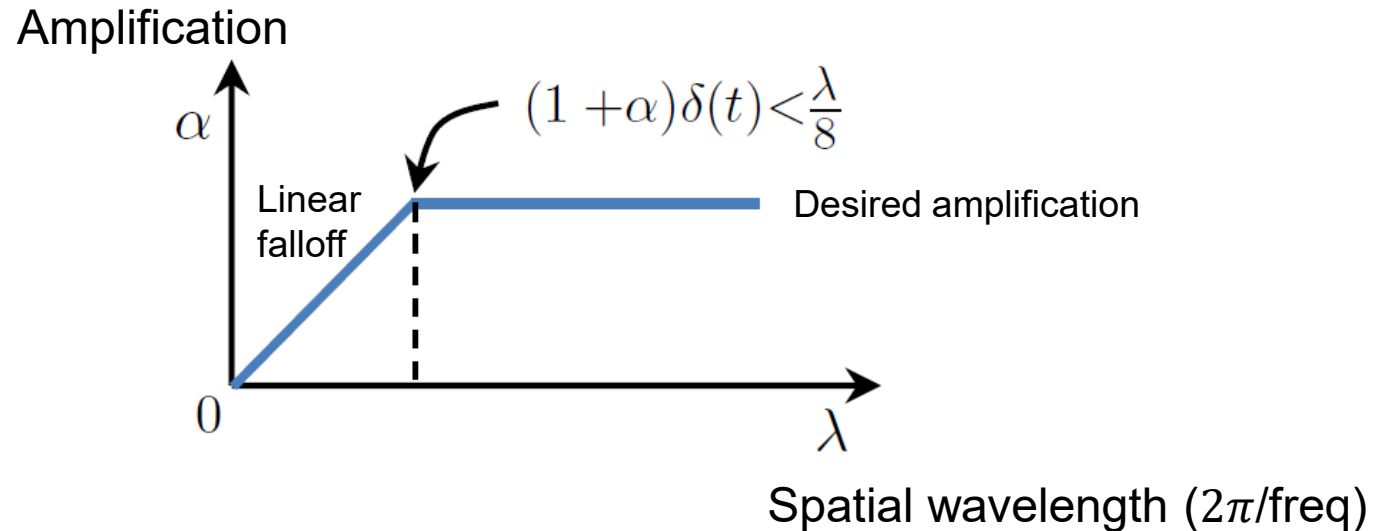 Amplification
α
(1 +α)δ(t)<λ/8
Linear
falloff
Desired amplification
0
λ
Spatial wavelength (2π/freq)